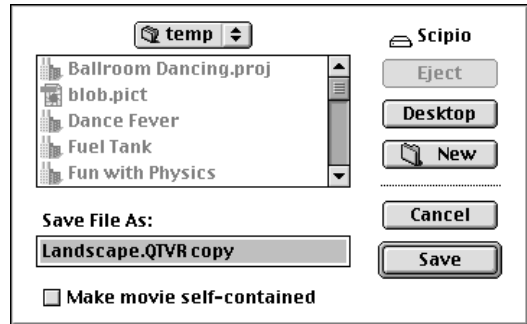 temp
Scipio
Ballroom Dancing.proj
blob.pict
Dance Fever
Fuel Tank
Fun with Physics
Eject
Desktop
New
Save File As:
Landscape.QTVR copy
Cancel
Save
Make movie self-contained